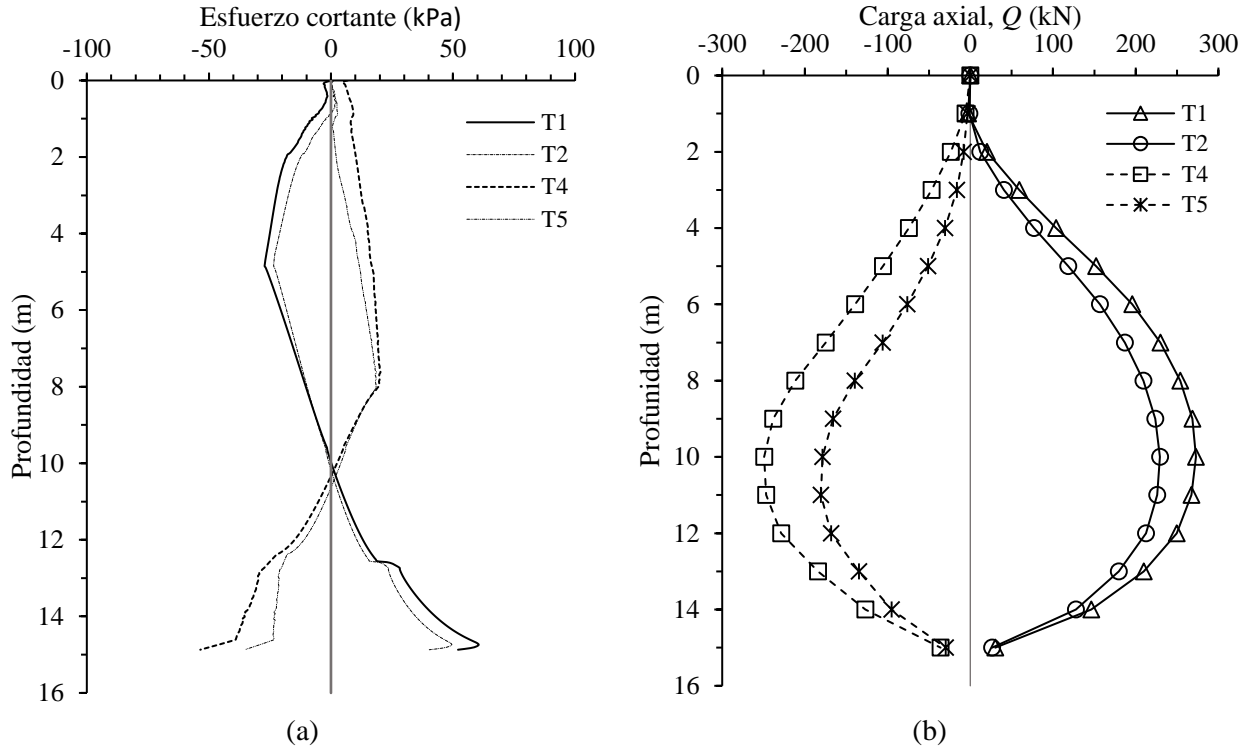 Esfuerzo cortante (kPa)
-100 -50 0 50 100
0
2
4
6
8
10
12
14
16
Profundidad (m)
T1
T2
T4
T5
(a)
Carga axial, Q (kN)
-300 -200 -100 0 100 200 300
0
2
4
6
8
10
12
14
16
Profunidad (m)
T1
T2
T4
T5
(b)